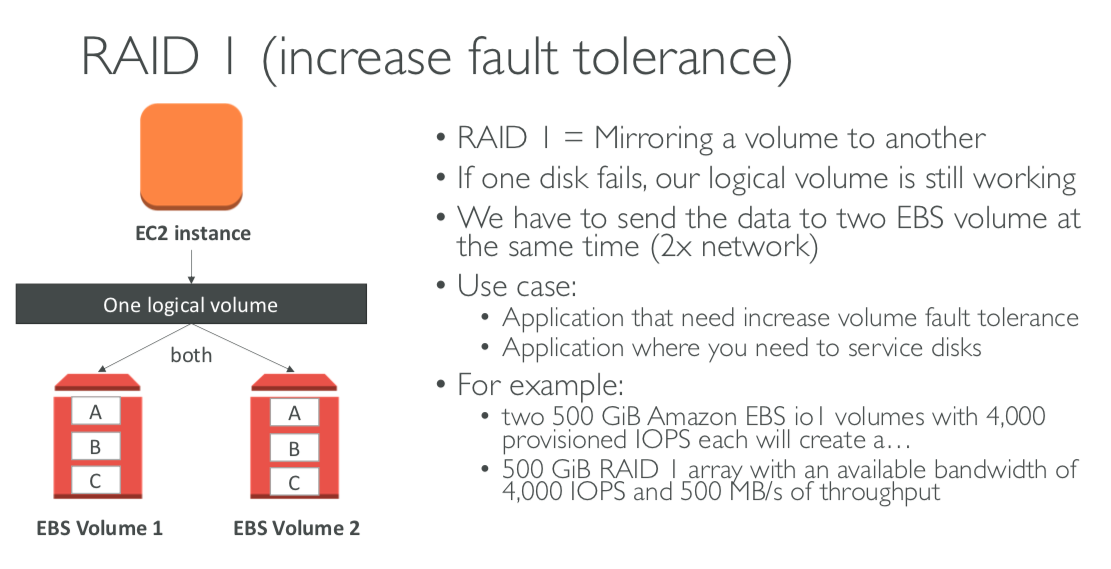 RAID 1 (increase fault tolerance)
EC2 instance
One logical volume
both
A
B
C
A
B
C
EBS Volume 1
EBS Volume 2
• RAID 1 = Mirroring a volume to another
• If one disk fails, our logical volume is still working
• We have to send the data to two EBS volume at
the same time (2x network)
• Use case:
• Application that need increase volume fault tolerance
• Application where you need to service disks
• For example:
• two 500 GiB Amazon EBS io1 volumes with 4,000
provisioned IOPS each will create a…
• 500 GiB RAID 1 array with an available bandwidth of
4,000 IOPS and 500 MB/s of throughput